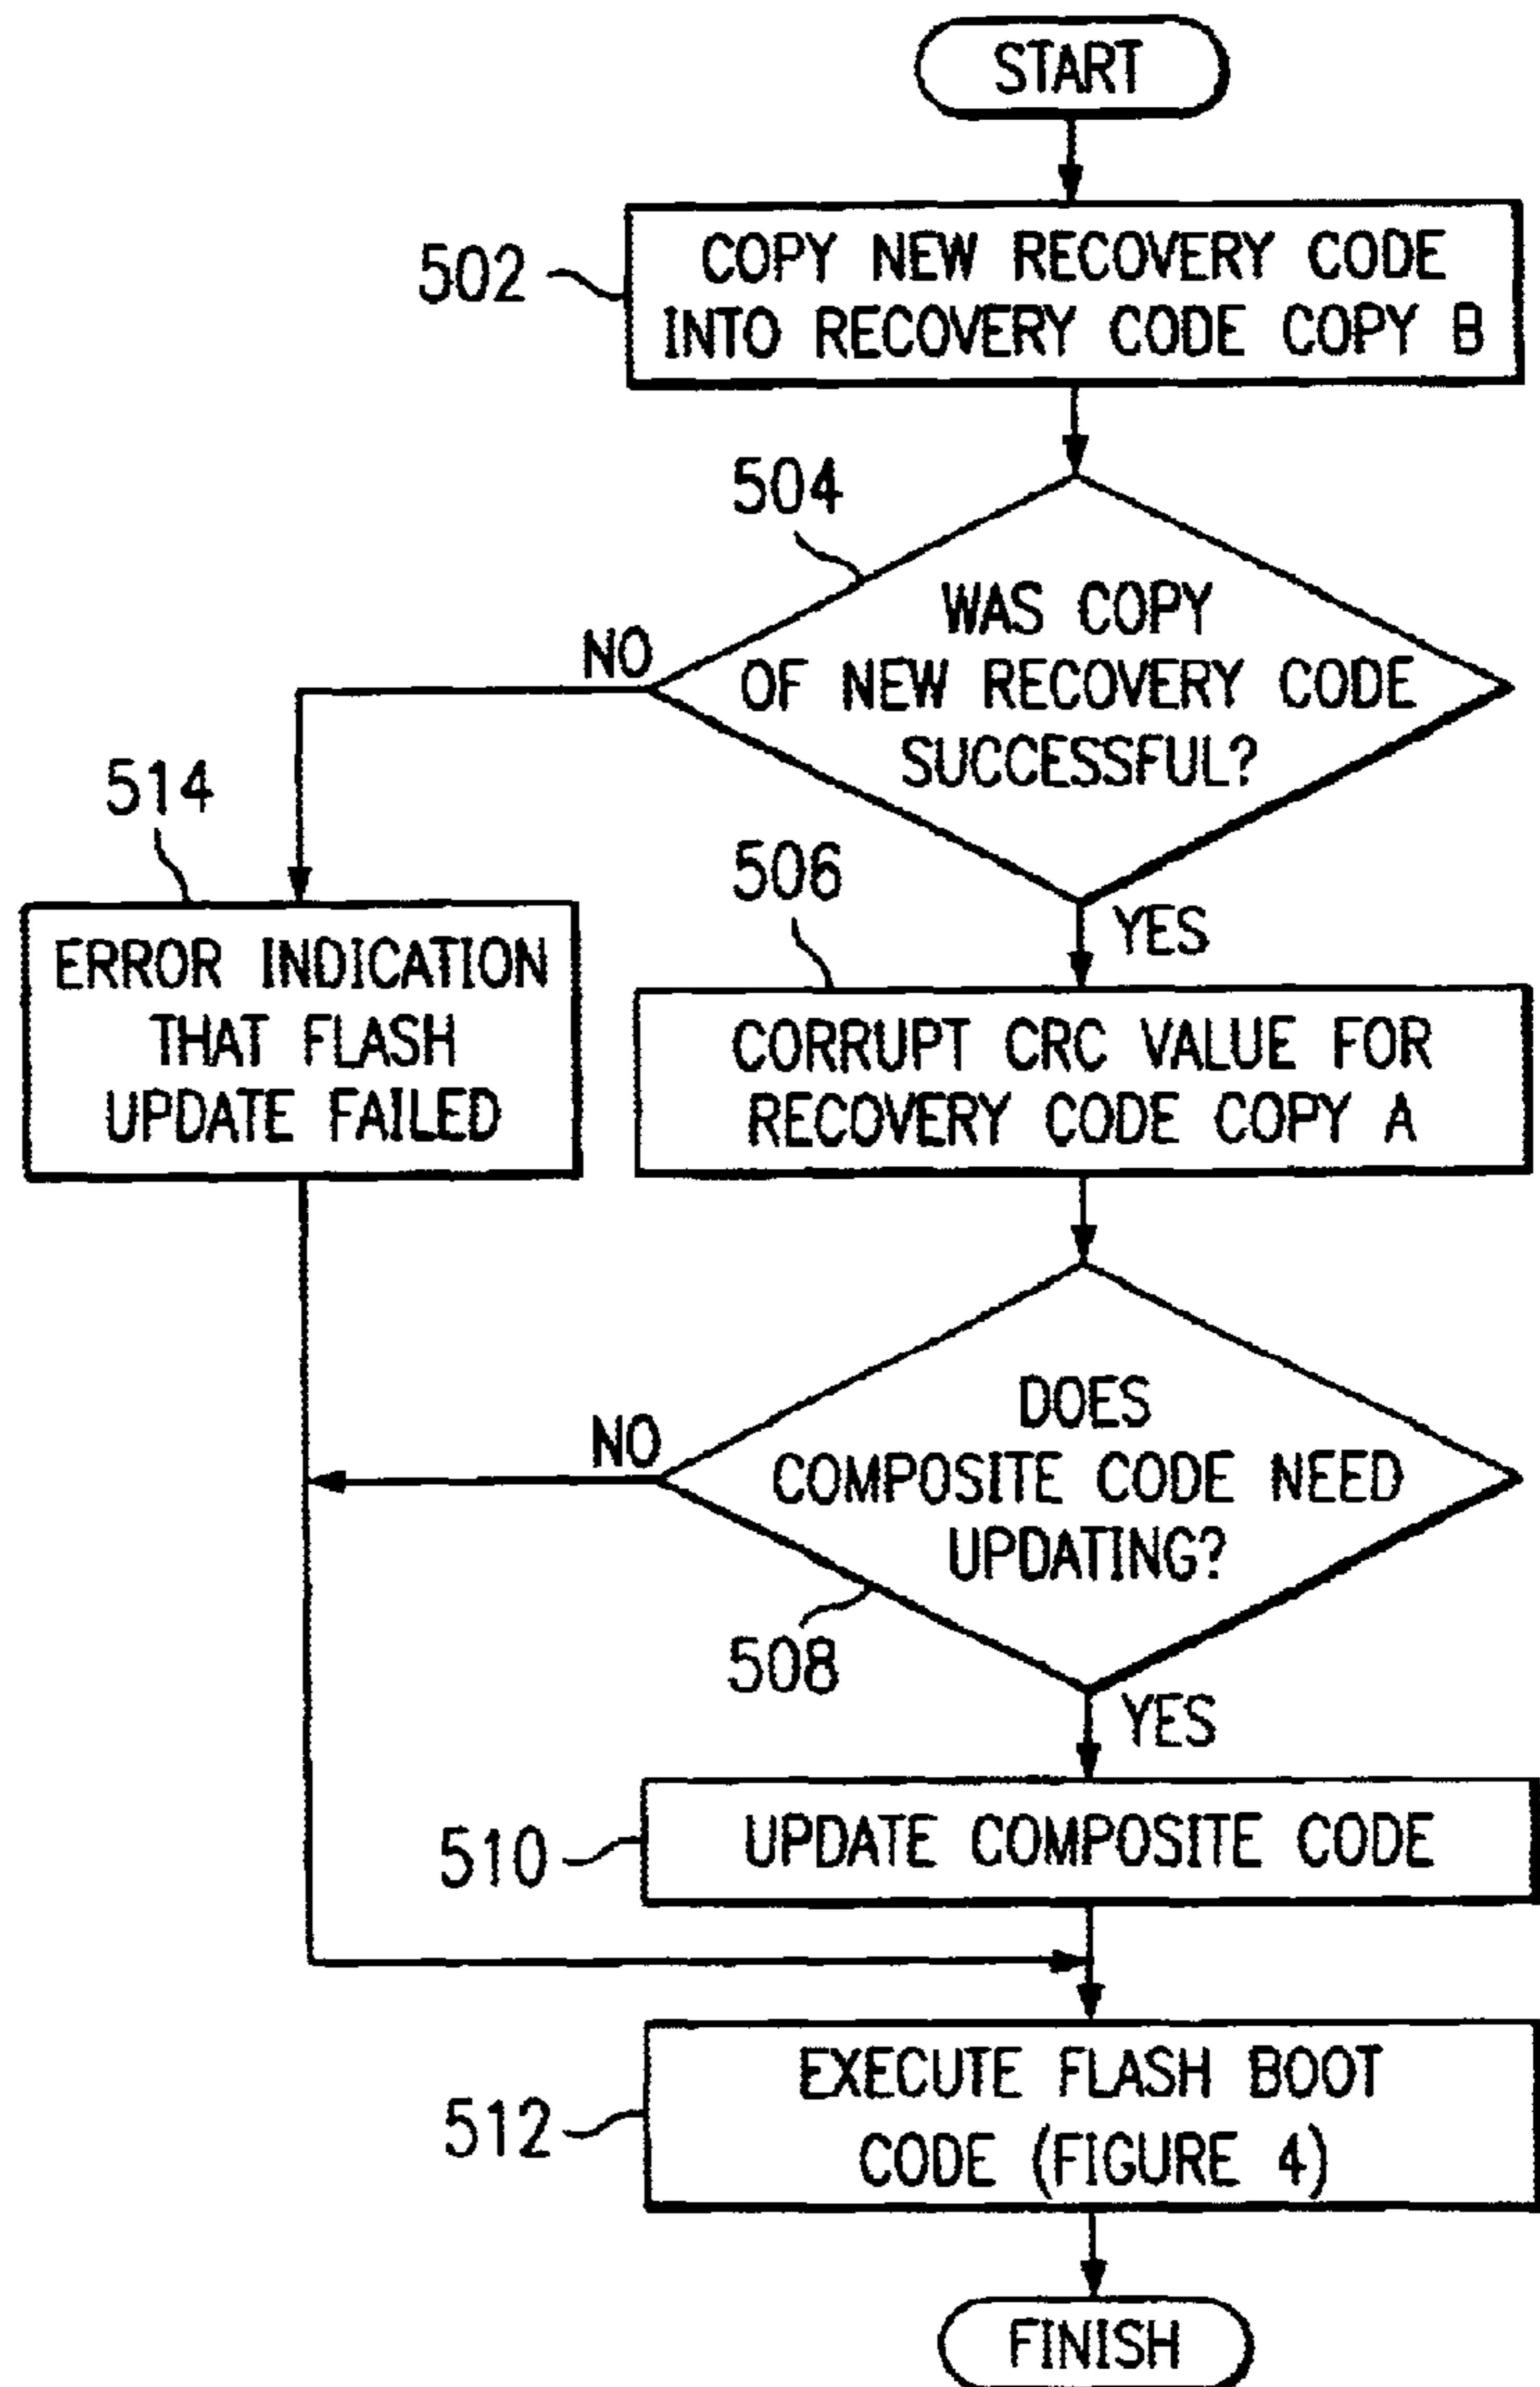 START
502
COPY NEW RECOVERY CODE
INTO RECOVERY CODE COPY B
504
WAS COPY
OF NEW RECOVERY CODE
SUCCESSFUL?
NO
YES
514
ERROR INDICATION
THAT FLASH
UPDATE FAILED
506
CORRUPT CRC VALUE FOR
RECOVERY CODE COPY A
DOES
COMPOSITE CODE NEED
UPDATING?
NO
508
YES
510
UPDATE COMPOSITE CODE
512
EXECUTE FLASH BOOT
CODE (FIGURE 4)
FINISH